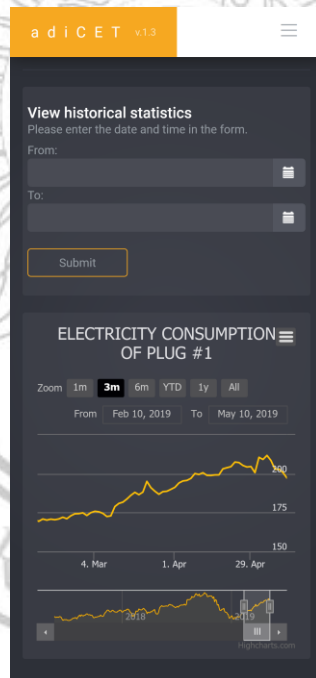 adiCET v.1.3
View historical statistics
Please enter the date and time in the form.
From:
To:
Submit
ELECTRICITY CONSUMPTION
OF PLUG #1
Zoom 1m 3m 6m YTD 1y All
From Feb 10, 2019 To May 10, 2019
200
175
150
4. Mar 1. Apr 29. Apr
2018 2019
Highcharts.com